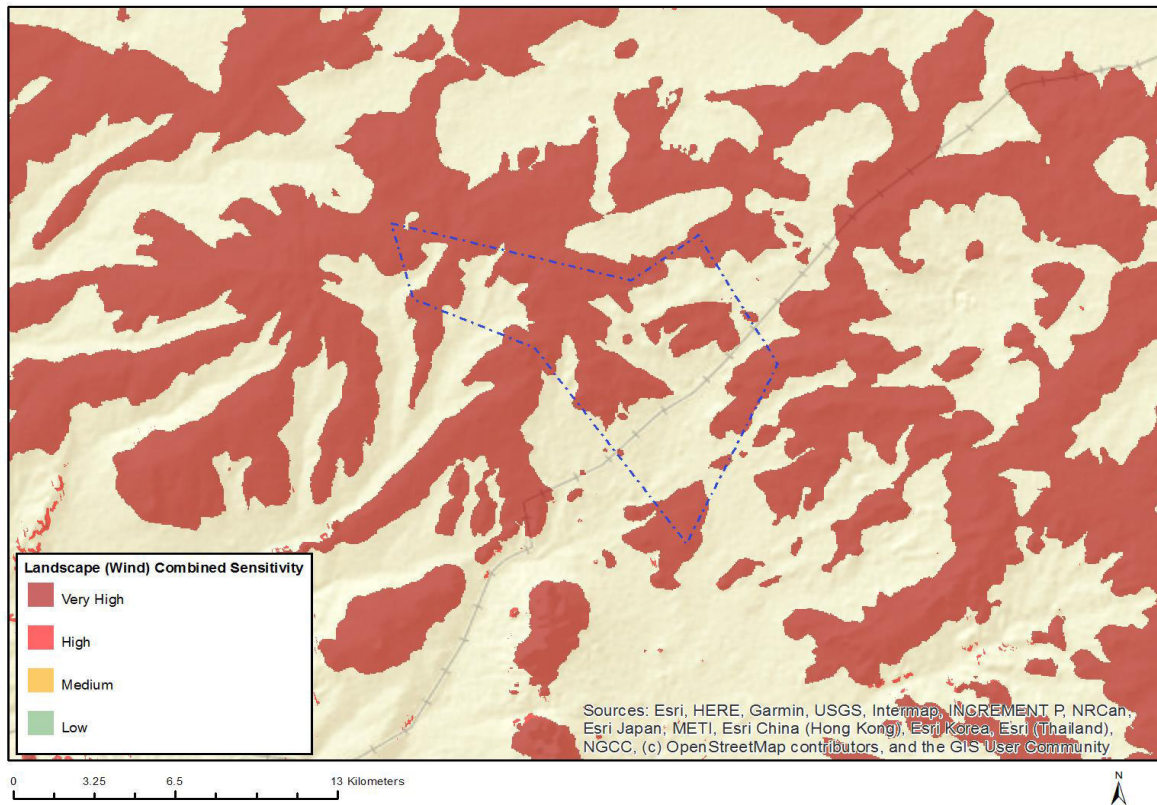 Landscape (Wind) Combined Sensitivity
Very High
High
Medium
Low
Sources: Esri, HERE, Garmin, USGS, Intermap, INCREMENT P, NRCan,
Esri Japan, METI, Esri China (Hong Kong), Esri Korea, Esri (Thailand),
NGCC, (c) OpenStreetMap contributors, and the GIS User Community
0 3.25 6.5 13 Kilometers
N